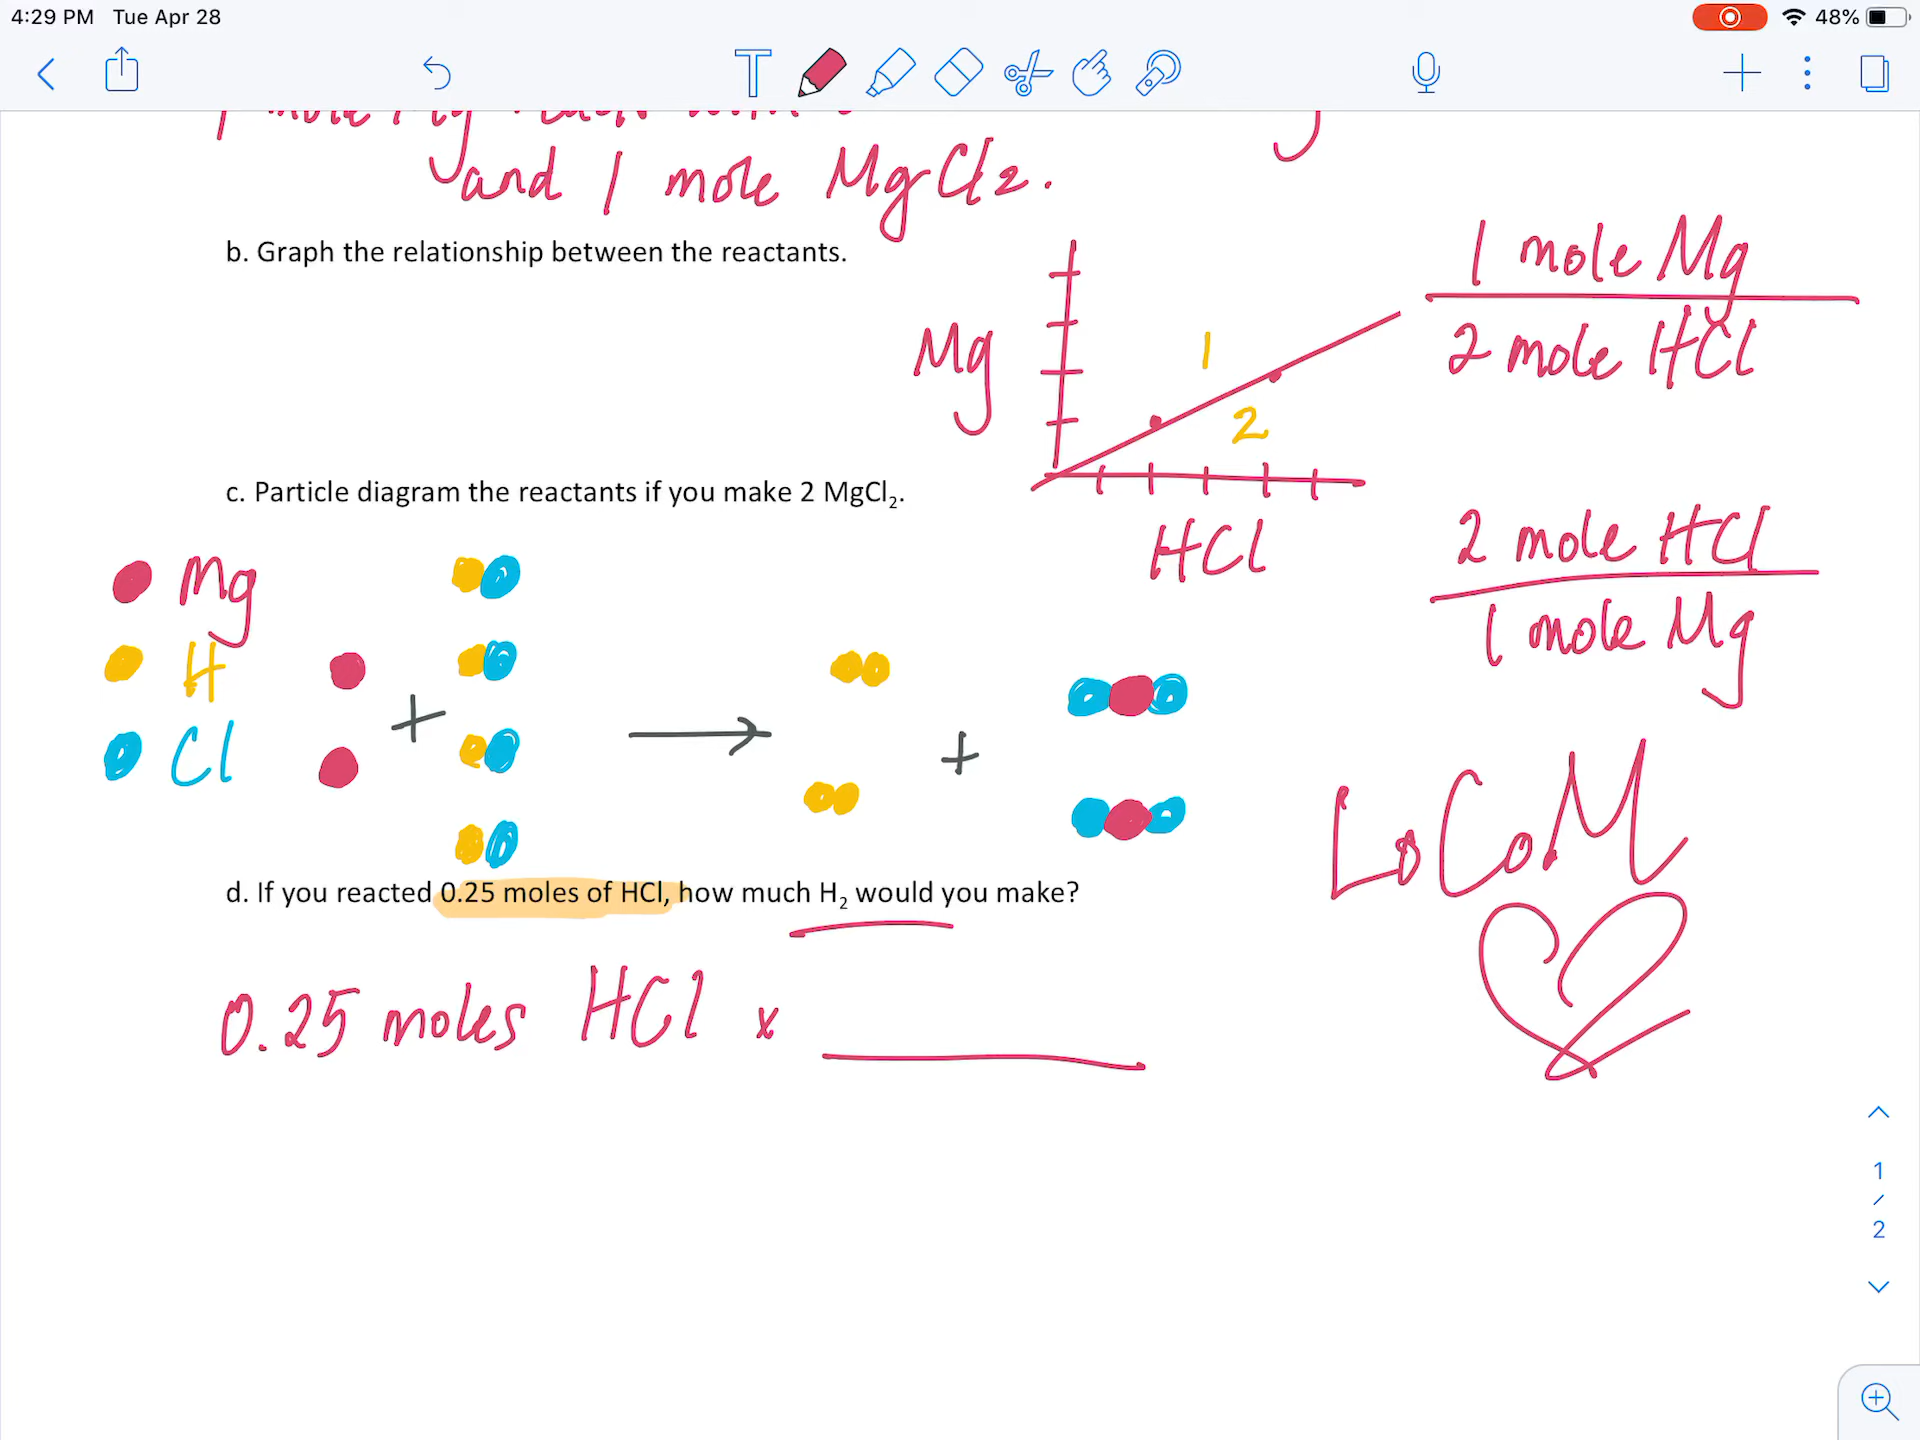 4:29 PM Tue Apr 28
48%
T
and 1 mole MgCl2.
b. Graph the relationship between the reactants.
1 mole Mg
2 mole HCl
Mg
1
2
HCl
c. Particle diagram the reactants if you make 2 MgCl₂.
2 mole HCl
1 mole Mg
Mg
H
Cl
+
+
LoCoM
d. If you reacted 0.25 moles of HCl, how much H₂ would you make?
0.25 moles HCl x
1
/
2